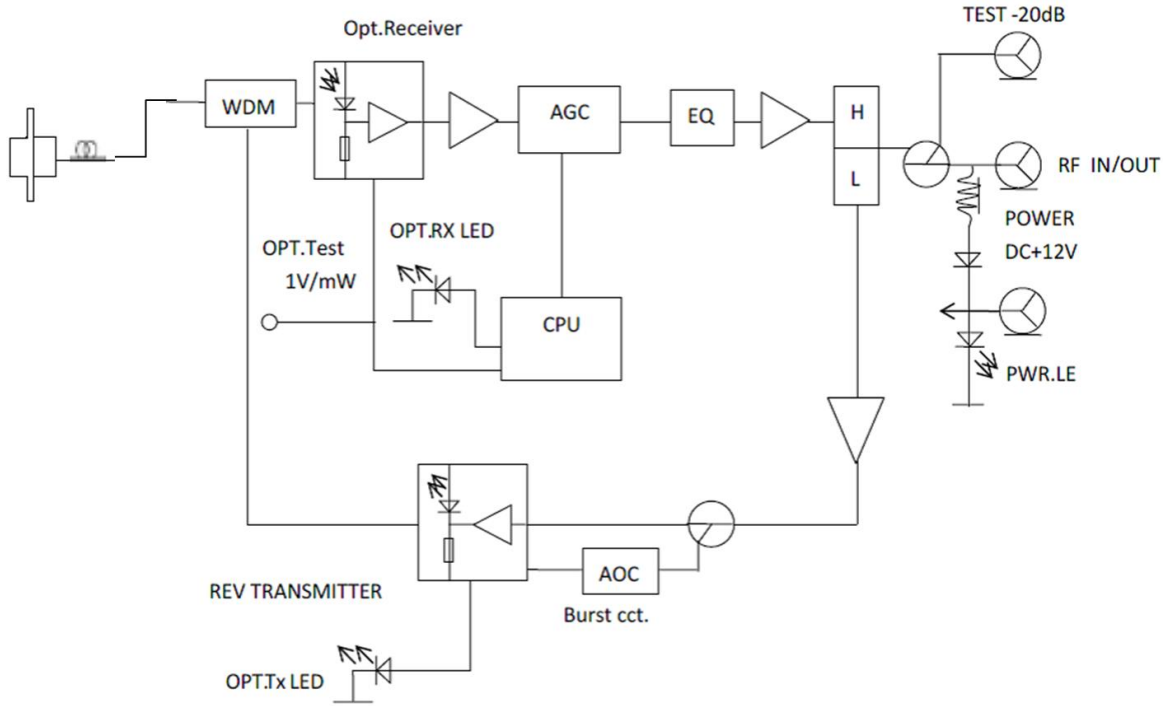 TEST -20dB
Opt.Receiver
WDM
AGC
EQ
H
L
RF IN/OUT
POWER
DC+12V
OPT.Test
1V/mW
OPT.RX LED
CPU
PWR.LE
REV TRANSMITTER
AOC
Burst cct.
OPT.Tx LED